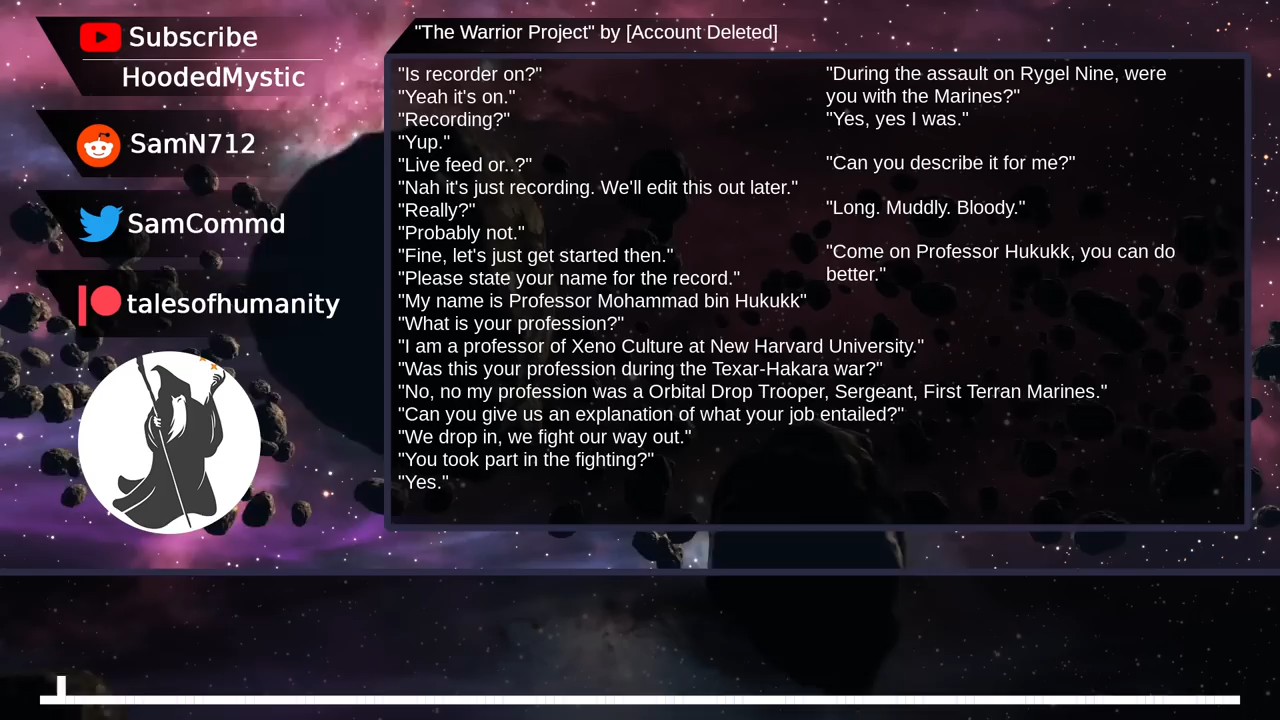 Subscribe
HoodedMystic
SamN712
SamCommd
talesofhumanity
"The Warrior Project" by [Account Deleted]
"Is recorder on?"
"Yeah it's on."
"Recording?"
"Yup."
"Live feed or..?"
"Nah it's just recording. We'll edit this out later."
"Really?"
"Probably not."
"Fine, let's just get started then."
"Please state your name for the record."
"My name is Professor Mohammad bin Hukukk"
"What is your profession?"
"I am a professor of Xeno Culture at New Harvard University."
"Was this your profession during the Texar-Hakara war?"
"No, no my profession was a Orbital Drop Trooper, Sergeant, First Terran Marines."
"Can you give us an explanation of what your job entailed?"
"We drop in, we fight our way out."
"You took part in the fighting?"
"Yes."
"During the assault on Rygel Nine, were
you with the Marines?"
"Yes, yes I was."
"Can you describe it for me?"
"Long. Muddly. Bloody."
"Come on Professor Hukukk, you can do
better."